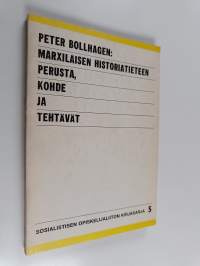 PETER BOLLHAGEN:
MARXILAISEN HISTORIATIETEEN
PERUSTA,
KOHDE
JA
TEHTÄVÄT
SOSIALISTISEN OPISKELIJALIITON KIRJASARJA 5